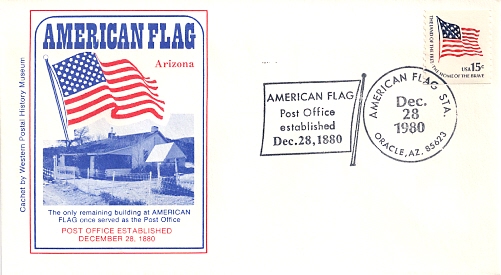 Cachet by Western Postal History Museum
AMERICAN FLAG
Arizona
The only remaining building at AMERICAN
FLAG once served as the Post Office
POST OFFICE ESTABLISHED
DECEMBER 28, 1880
AMERICAN FLAG
Post Office
established
Dec.28,1880
AMERICAN FLAG STA.
Dec.
28
1980
ORACLE, AZ. 85623
THE LAND OF THE FREE,
THE HOME OF THE BRAVE
USA 15c